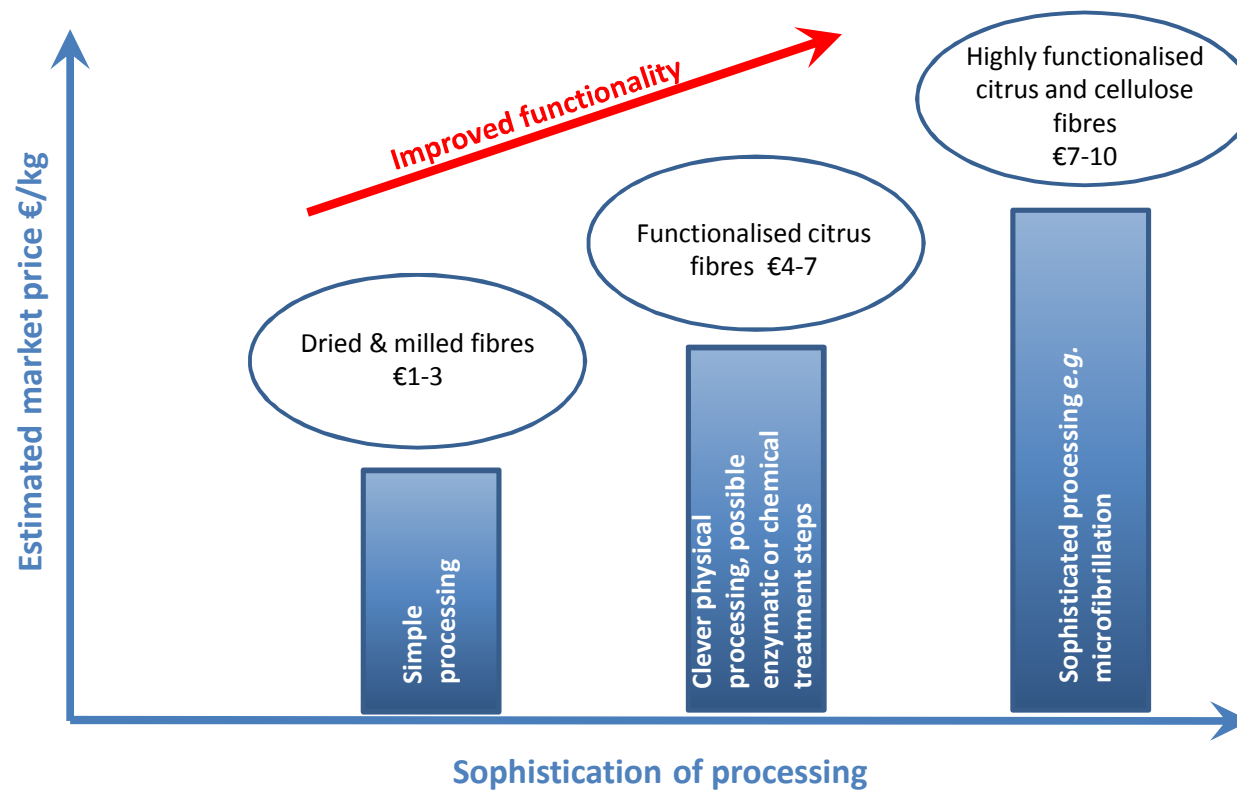 Estimated market price €/kg
Improved functionality
Highly functionalised
citrus and cellulose
fibres
€7-10
Functionalised citrus
fibres €4-7
Dried & milled fibres
€1-3
Simple
processing
Clever physical
processing, possible
enzymatic or chemical
treatment steps
Sophisticated processing e.g.
microfibrillation
Sophistication of processing